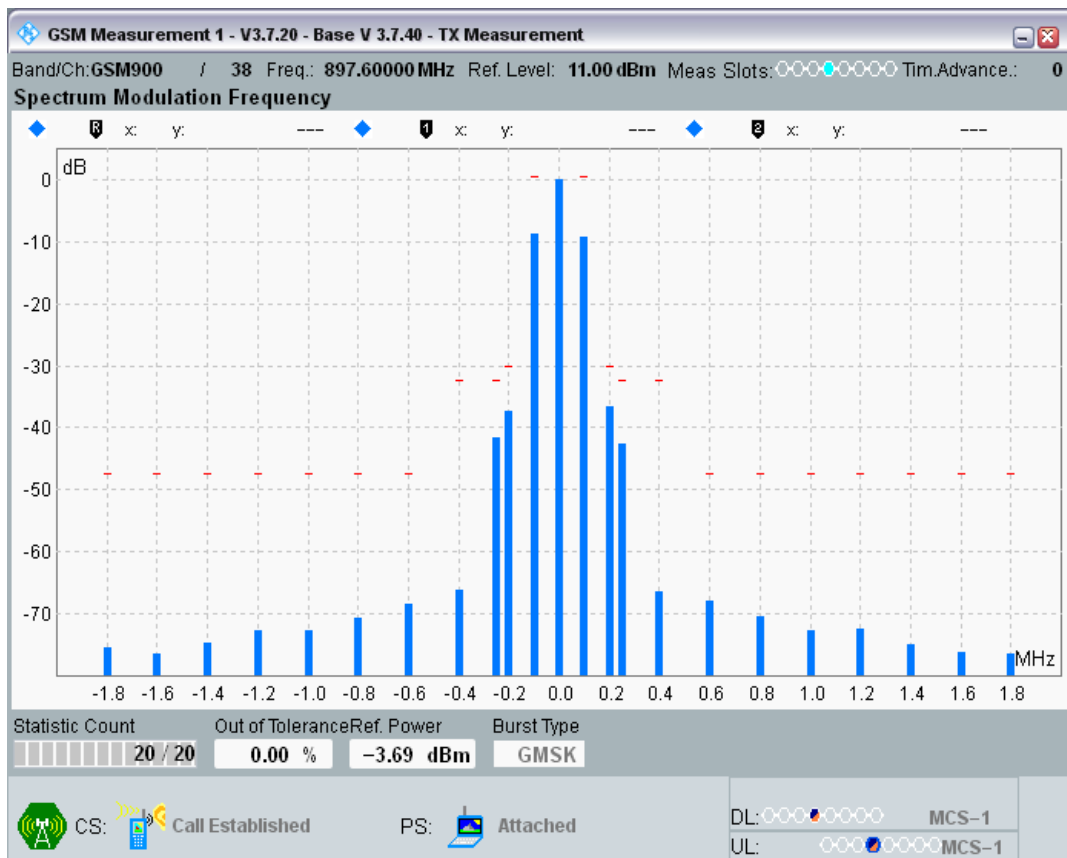 GSM Measurement 1 - V3.7.20 - Base V 3.7.40 - TX Measurement
Band/Ch:GSM900 / 38 Freq.: 897.60000 MHz Ref. Level: 11.00 dBm Meas Slots: Tim.Advance.: 0
Spectrum Modulation Frequency
R x: y: --- 1 x: y: --- 2 x: y: ---
dB
0
-10
-20
-30
-40
-50
-60
-70
MHz
-1.8 -1.6 -1.4 -1.2 -1.0 -0.8 -0.6 -0.4 -0.2 0.0 0.2 0.4 0.6 0.8 1.0 1.2 1.4 1.6 1.8
Statistic Count Out of Tolerance Ref. Power Burst Type
20 / 20 0.00 % −3.69 dBm GMSK
CS: Call Established PS: Attached
DL: MCS−1
UL: MCS−1